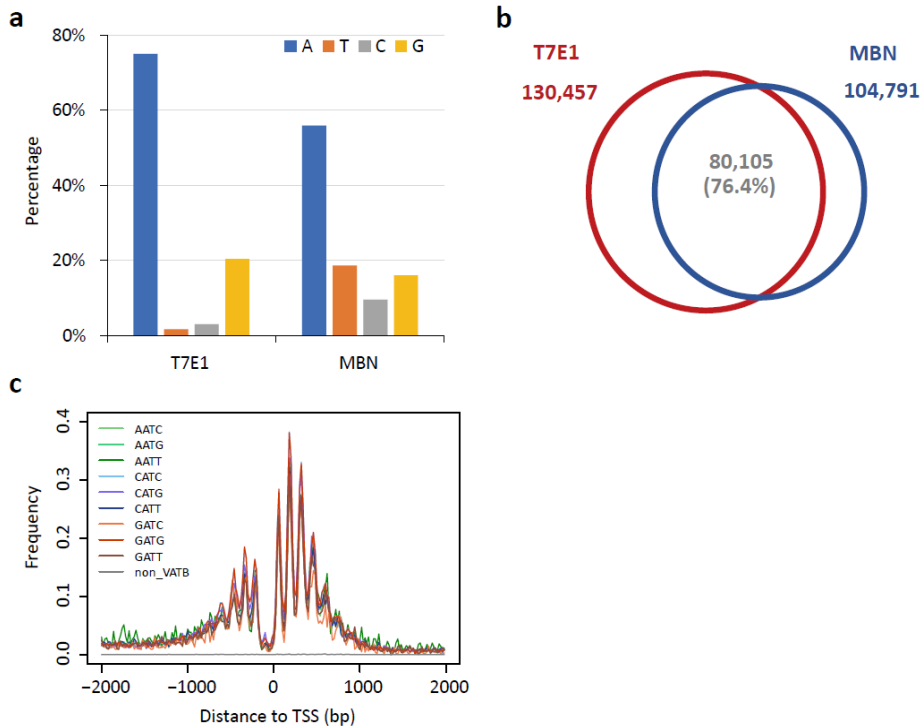 a
80%
60%
40%
20%
0%
Percentage
A T C G
T7E1 MBN
b
T7E1
130,457
MBN
104,791
80,105
(76.4%)
c
0.4
0.3
0.2
0.1
0.0
Frequency
AATC
AATG
AATT
CATC
CATG
CATT
GATC
GATG
GATT
non_VATB
−2000 −1000 0 1000 2000
Distance to TSS (bp)